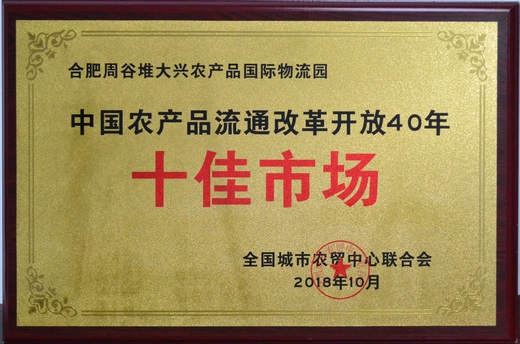 合肥周谷堆大兴农产品国际物流园
中国农产品流通改革开放40年
十佳市场
全国城市农贸中心联合会
2018年10月